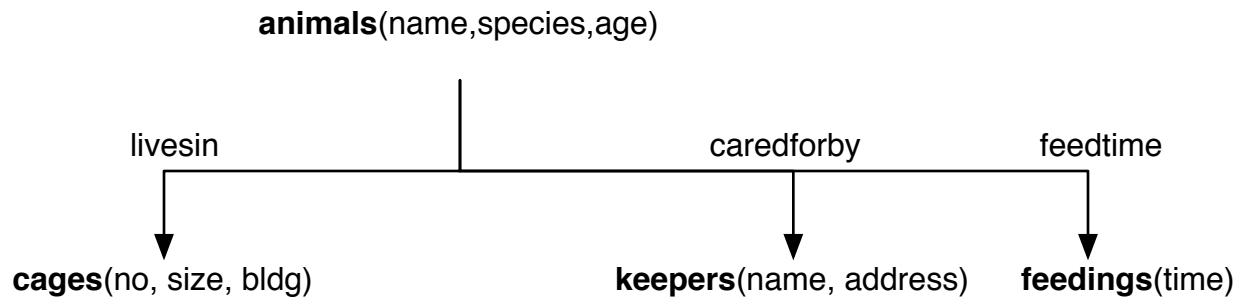 animals(name,species,age)
livesin caredforby feedtime
cages(no, size, bldg) keepers(name, address) feedings(time)